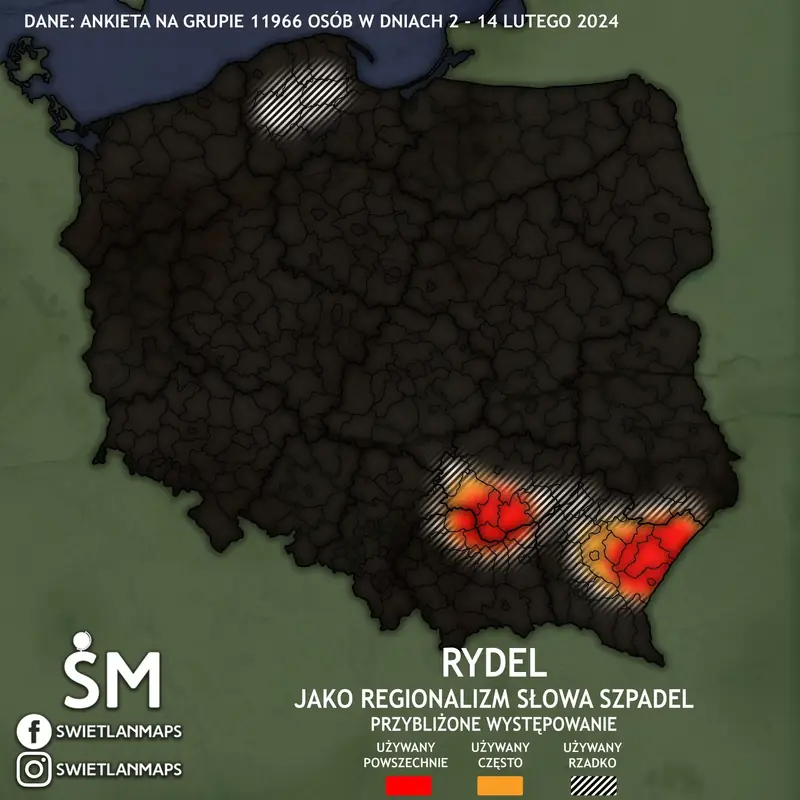 DANE: ANKIETA NA GRUPIE 11966 OSÓB W DNIACH 2 - 14 LUTEGO 2024
RYDEL
JAKO REGIONALIZM SŁOWA SZPADEL
PRZYBLIŻONE WYSTĘPOWANIE
UŻYWANY POWSZECHNIE
UŻYWANY CZĘSTO
UŻYWANY RZADKO
ŚM
SWIETLANMAPS
SWIETLANMAPS